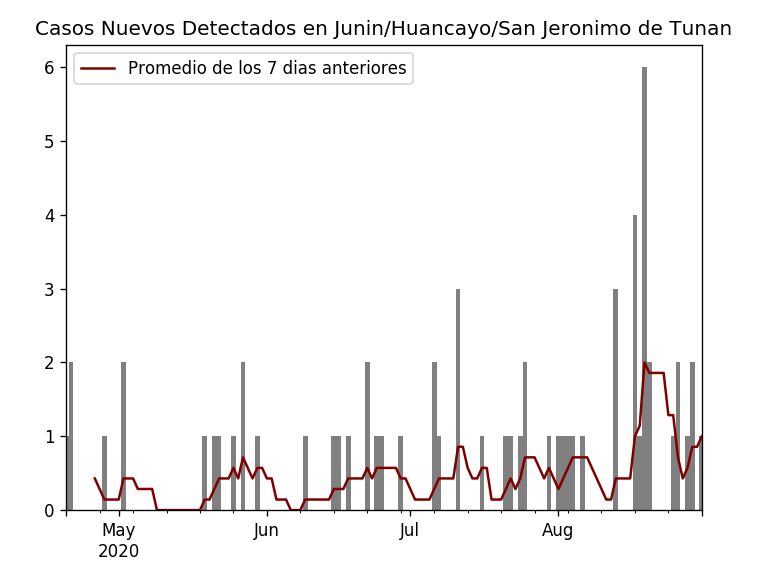 Casos Nuevos Detectados en Junin/Huancayo/San Jeronimo de Tunan
Promedio de los 7 dias anteriores
6
5
4
3
2
1
0
May Jun Jul Aug
2020